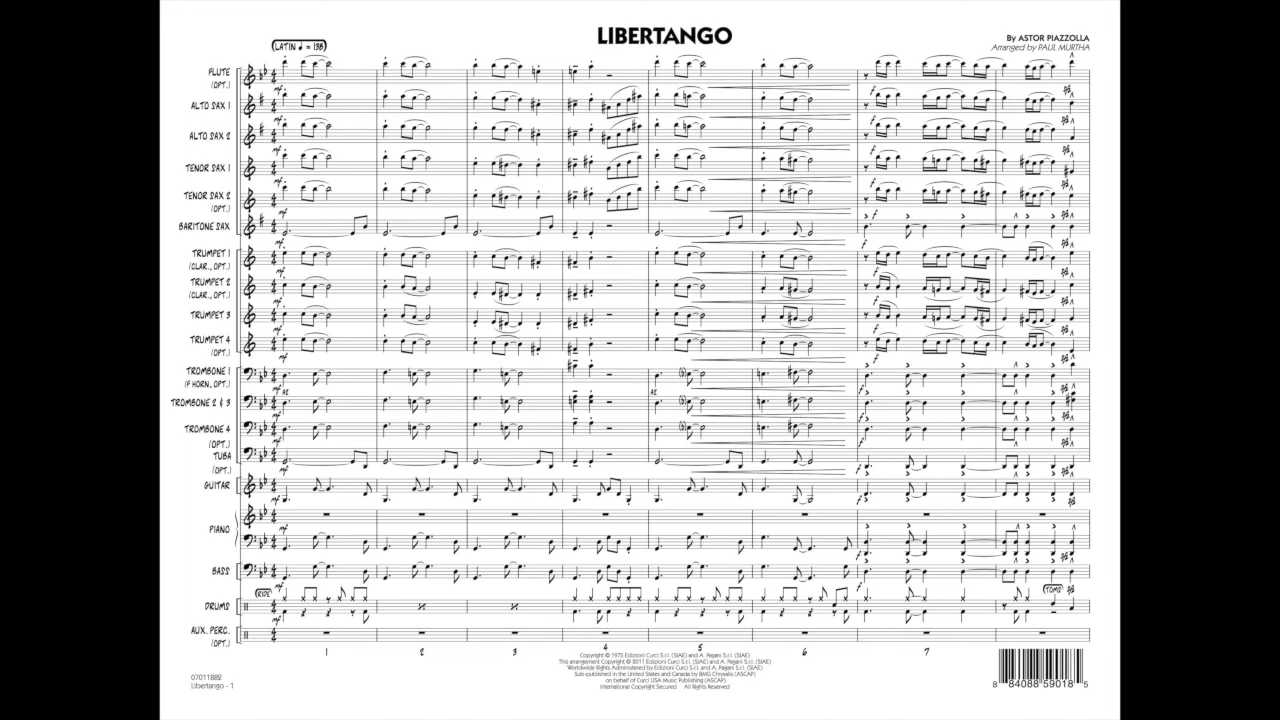 LIBERTANGO
LATIN ♩ = 138
By ASTOR PIAZZOLLA
Arranged by PAUL MURTHA
FLUTE
(OPT.)
ALTO SAX 1
ALTO SAX 2
TENOR SAX 1
TENOR SAX 2
(OPT.)
BARITONE SAX
TRUMPET 1
(CLAR., OPT.)
TRUMPET 2
(CLAR., OPT.)
TRUMPET 3
TRUMPET 4
(OPT.)
TROMBONE 1
(F HORN, OPT.)
TROMBONE 2 & 3
TROMBONE 4
(OPT.)
TUBA
(OPT.)
GUITAR
PIANO
BASS
(RIDE)
(TOMS)
DRUMS
AUX. PERC.
(OPT.)
1 2 3 4 5 6 7
Copyright © 1975 Edizioni Curci S.r.l. (SIAE) and A. Pagani S.r.l. (SIAE)
This arrangement Copyright © 2011 Edizioni Curci S.r.l. and A. Pagani S.r.l. (SIAE)
Worldwide Rights Administered by Edizioni Curci S.r.l. and A. Pagani S.r.l. (SIAE)
Sub-published in the United States and Canada by BMG Chrysalis (ASCAP)
on behalf of Curci USA Music Publishing (ASCAP)
International Copyright Secured All Rights Reserved
07011882
Libertango - 1
8 84088 59018 5